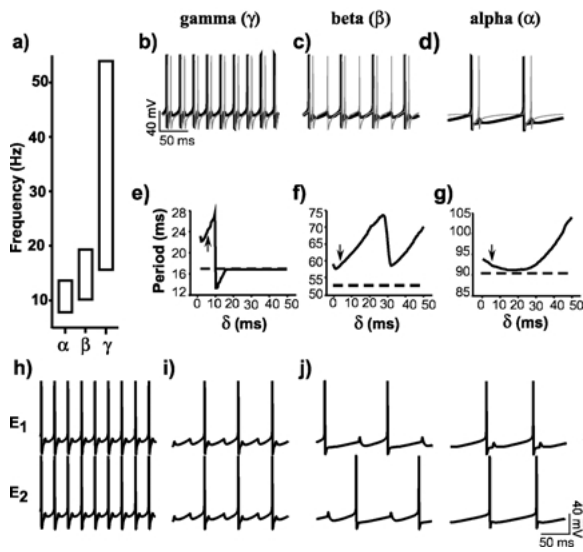 gamma (γ) beta (β) alpha (α)
a) b) c) d)
Frequency (Hz)
50
40
30
20
10
α β γ
40 mV
50 ms
e) f) g)
Period (ms)
28
24
20
16
12
0 10 20 30 40 50
δ (ms)
75
70
65
60
55
50
0 10 20 30 40 50
δ (ms)
105
100
95
90
85
0 10 20 30 40 50
δ (ms)
h) i) j)
E1
E2
40 mV
50 ms